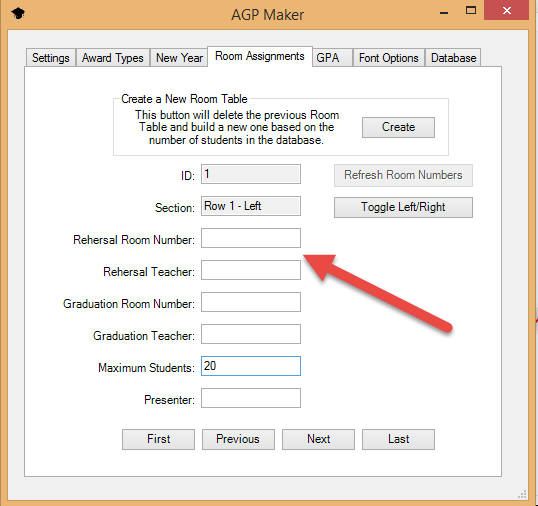 AGP Maker
Settings
Award Types
New Year
Room Assignments
GPA
Font Options
Database
Create a New Room Table
This button will delete the previous Room
Table and build a new one based on the
number of students in the database.
Create
ID:
1
Refresh Room Numbers
Section:
Row 1 - Left
Toggle Left/Right
Rehersal Room Number:
Rehersal Teacher:
Graduation Room Number:
Graduation Teacher:
Maximum Students:
20
Presenter:
First
Previous
Next
Last